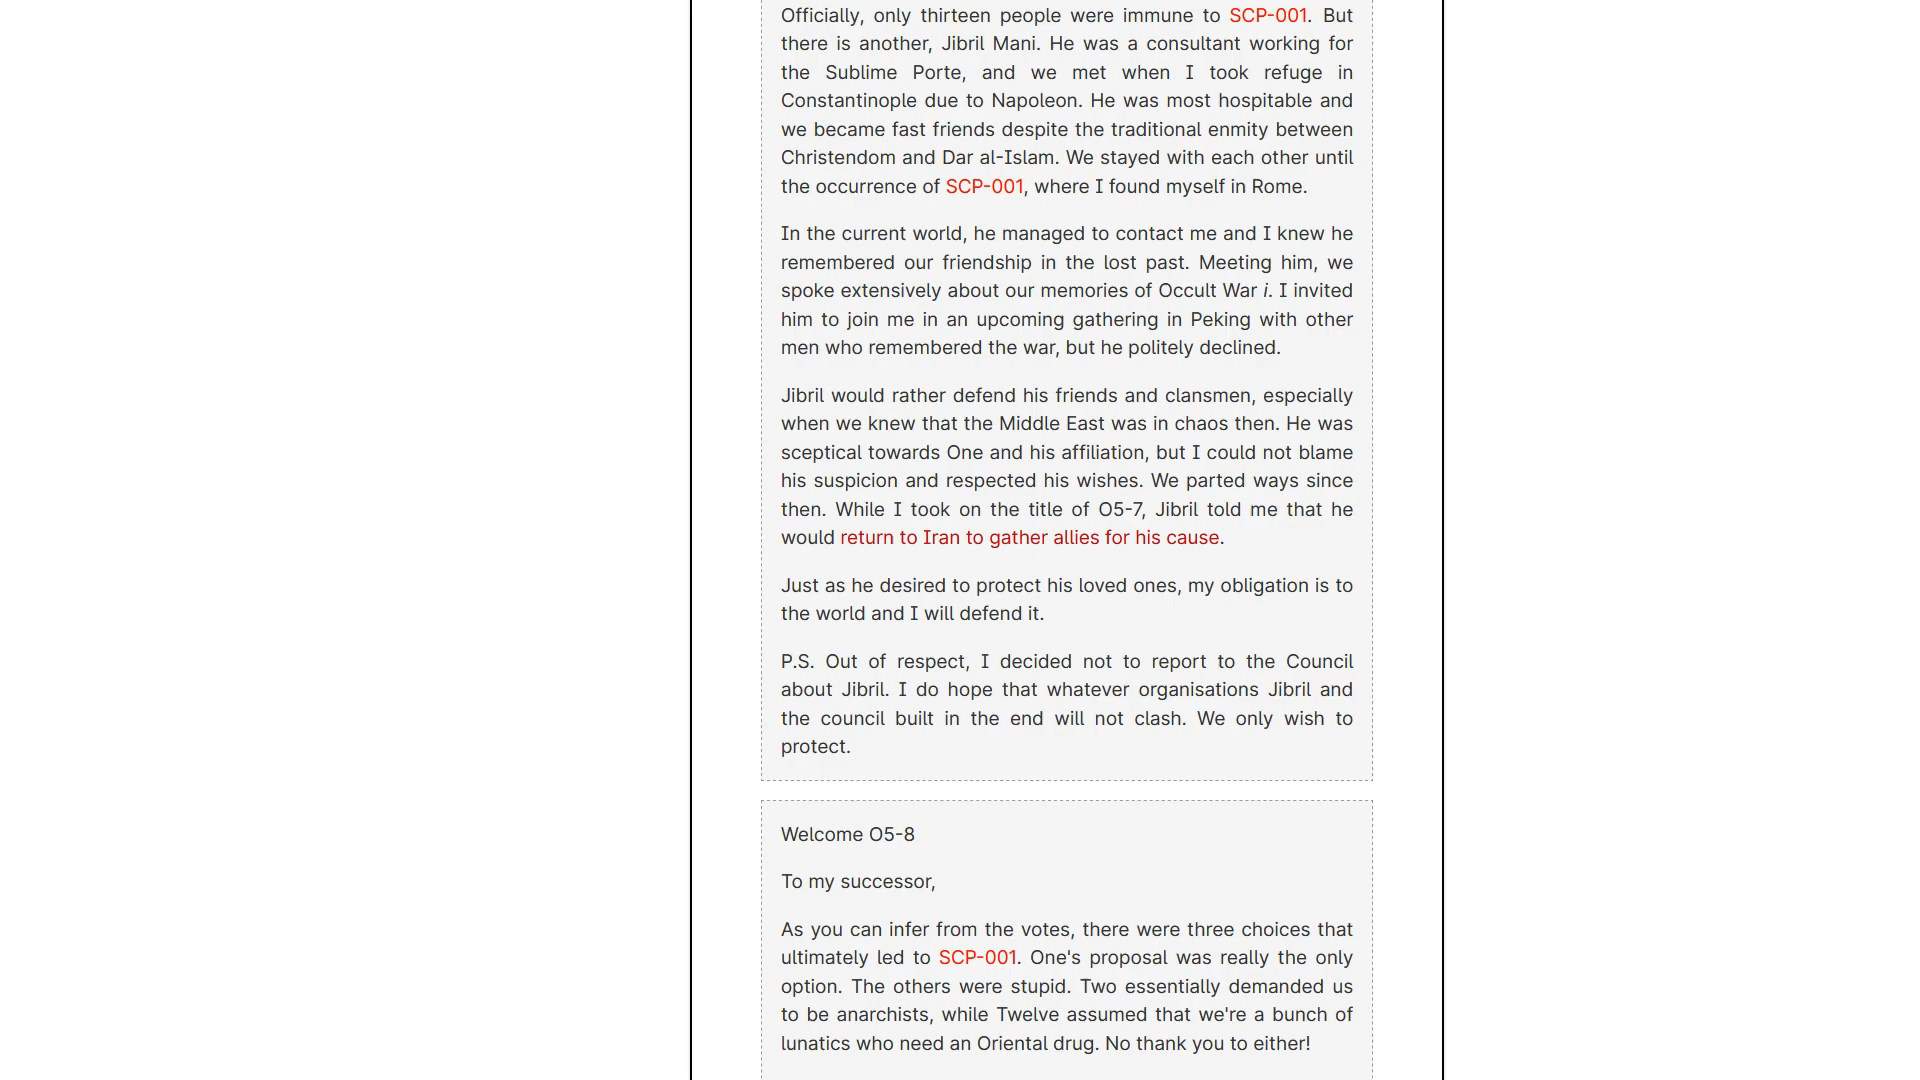 Officially, only thirteen people were immune to SCP-001. But
there is another, Jibril Mani. He was a consultant working for
the Sublime Porte, and we met when I took refuge in
Constantinople due to Napoleon. He was most hospitable and
we became fast friends despite the traditional enmity between
Christendom and Dar al-Islam. We stayed with each other until
the occurrence of SCP-001, where I found myself in Rome.
In the current world, he managed to contact me and I knew he
remembered our friendship in the lost past. Meeting him, we
spoke extensively about our memories of Occult War i. I invited
him to join me in an upcoming gathering in Peking with other
men who remembered the war, but he politely declined.
Jibril would rather defend his friends and clansmen, especially
when we knew that the Middle East was in chaos then. He was
sceptical towards One and his affiliation, but I could not blame
his suspicion and respected his wishes. We parted ways since
then. While I took on the title of O5-7, Jibril told me that he
would return to Iran to gather allies for his cause.
Just as he desired to protect his loved ones, my obligation is to
the world and I will defend it.
P.S. Out of respect, I decided not to report to the Council
about Jibril. I do hope that whatever organisations Jibril and
the council built in the end will not clash. We only wish to
protect.
Welcome O5-8
To my successor,
As you can infer from the votes, there were three choices that
ultimately led to SCP-001. One's proposal was really the only
option. The others were stupid. Two essentially demanded us
to be anarchists, while Twelve assumed that we're a bunch of
lunatics who need an Oriental drug. No thank you to either!